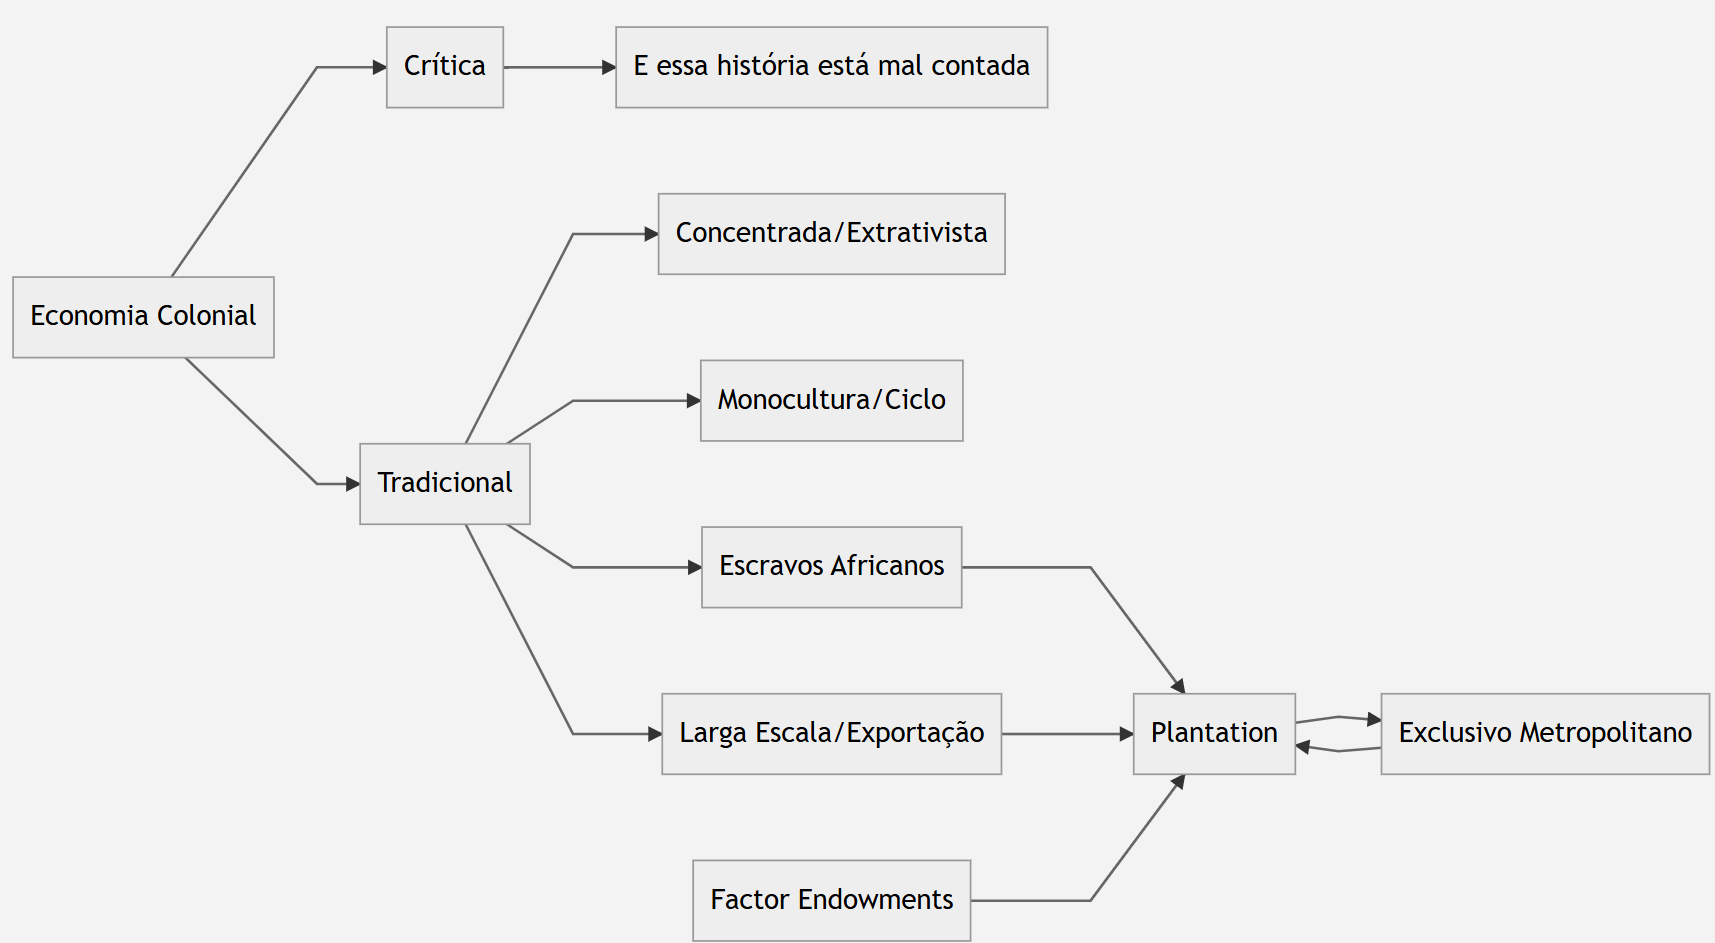 Crítica
E essa história está mal contada
Concentrada/Extrativista
Economia Colonial
Monocultura/Ciclo
Tradicional
Escravos Africanos
Larga Escala/Exportação
Plantation
Exclusivo Metropolitano
Factor Endowments